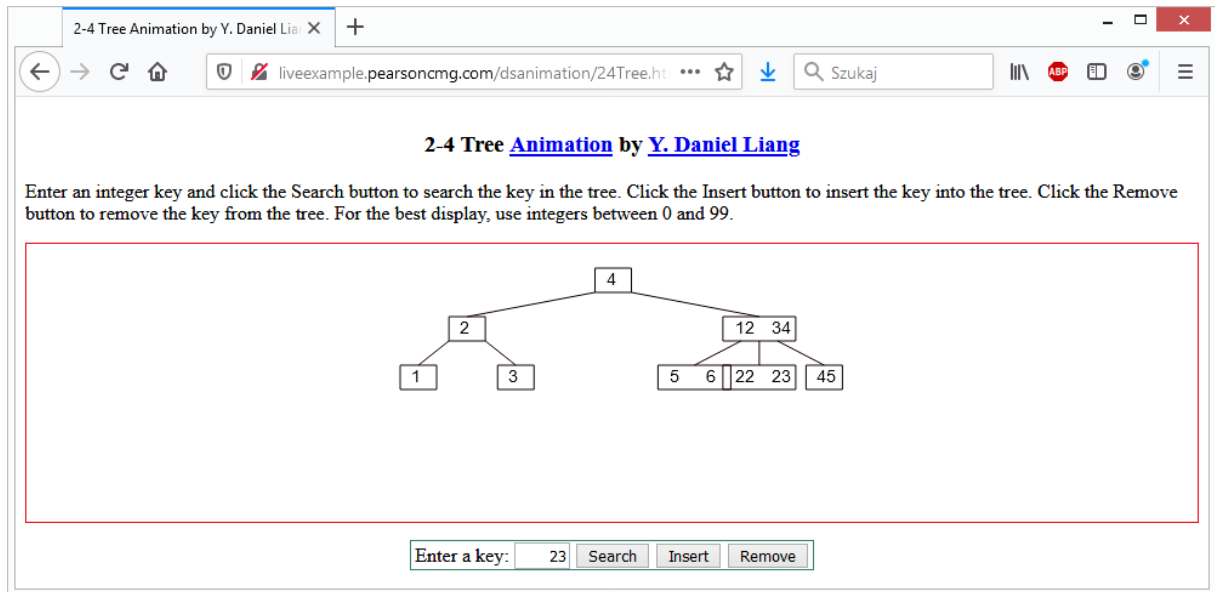 2-4 Tree Animation by Y. Daniel Lia
liveexample.pearsoncmg.com/dsanimation/24Tree.ht
Szukaj
ABP
2-4 Tree Animation by Y. Daniel Liang
Enter an integer key and click the Search button to search the key in the tree. Click the Insert button to insert the key into the tree. Click the Remove
button to remove the key from the tree. For the best display, use integers between 0 and 99.
4
2 12 34
1 3 5 6 22 23 45
Enter a key: 23 Search Insert Remove